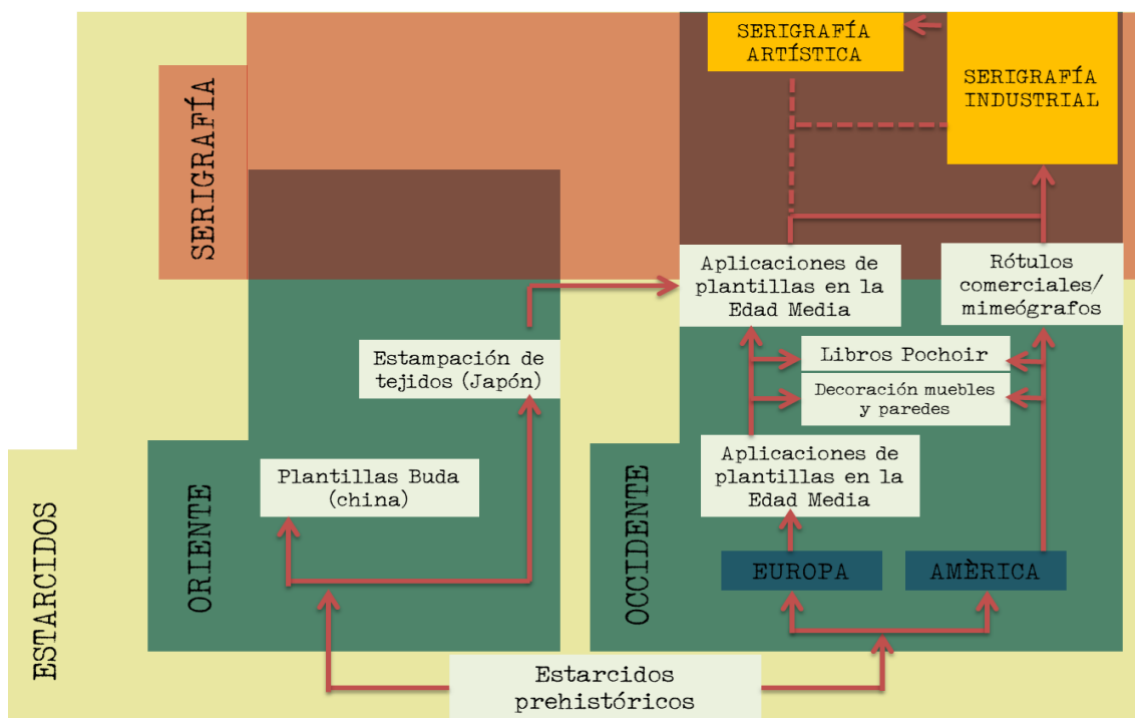 SERIGRAFÍA
ARTÍSTICA
SERIGRAFÍA
INDUSTRIAL
SERIGRAFÍA
Aplicaciones de
plantillas en la
Edad Media
Rótulos
comerciales/
mimeógrafos
Estampación de
tejidos (Japón)
Libros Pochoir
Decoración muebles
y paredes
Plantillas Buda
(china)
Aplicaciones de
plantillas en la
Edad Media
ESTARCIDOS
ORIENTE
OCCIDENTE
EUROPA
AMÈRICA
Estarcidos
prehistóricos